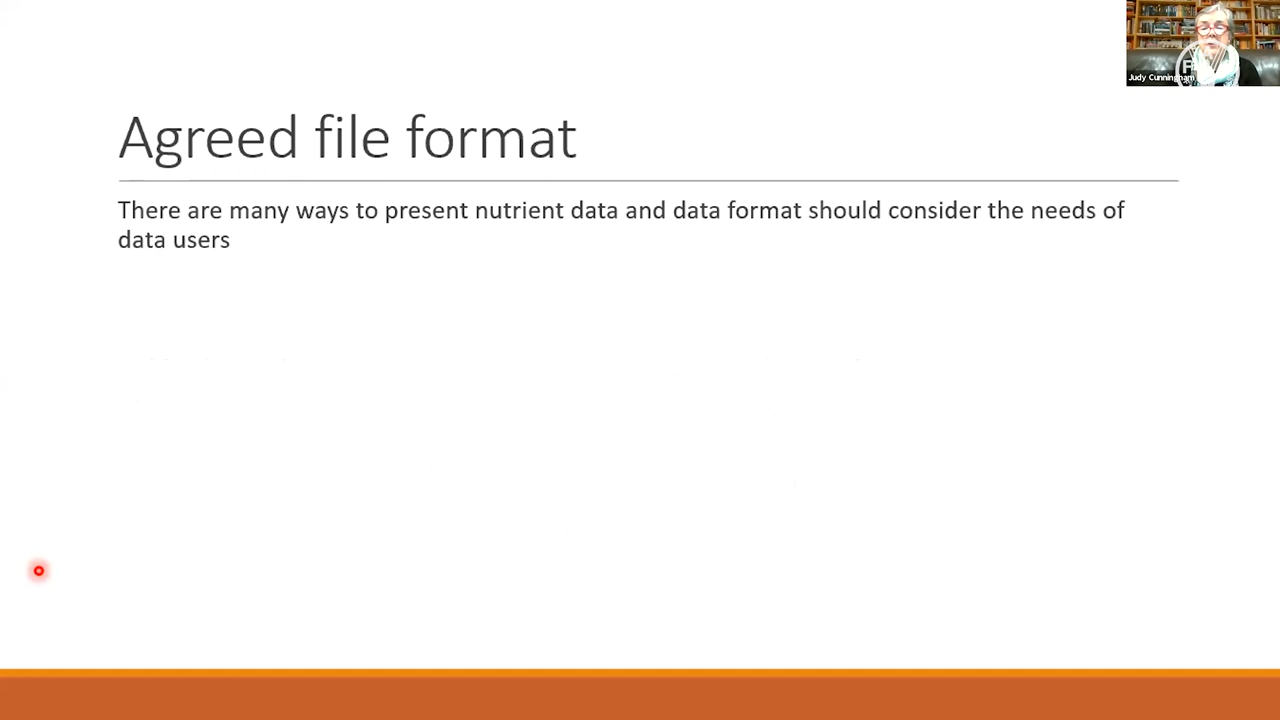 Judy Cunningham
Agreed file format
There are many ways to present nutrient data and data format should consider the needs of
data users